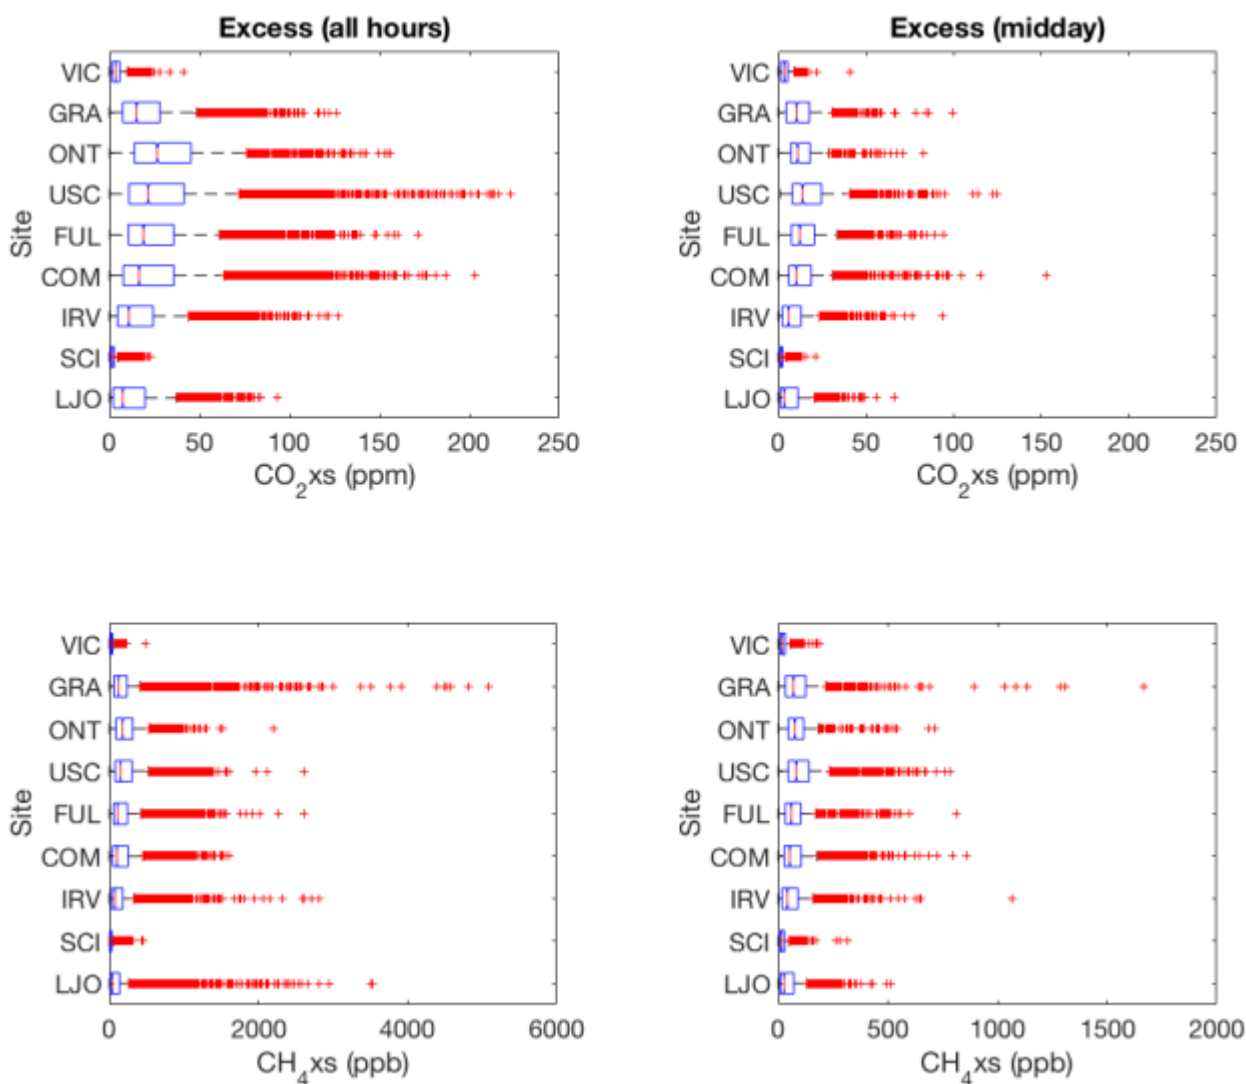 Excess (all hours)
VIC
GRA
ONT
USC
FUL
COM
IRV
SCI
LJO
Site
0 50 100 150 200 250
CO₂xs (ppm)
Excess (midday)
VIC
GRA
ONT
USC
FUL
COM
IRV
SCI
LJO
Site
0 50 100 150 200 250
CO₂xs (ppm)
VIC
GRA
ONT
USC
FUL
COM
IRV
SCI
LJO
Site
0 2000 4000 6000
CH₄xs (ppb)
VIC
GRA
ONT
USC
FUL
COM
IRV
SCI
LJO
Site
0 500 1000 1500 2000
CH₄xs (ppb)